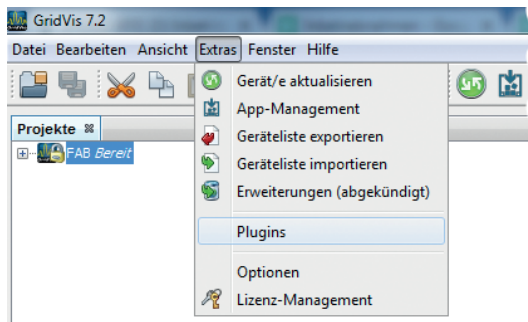 GridVis 7.2
Datei Bearbeiten Ansicht Extras Fenster Hilfe
Gerät/e aktualisieren
App-Management
Projekte
Geräteliste exportieren
FAB Bereit
Geräteliste importieren
Erweiterungen (abgekündigt)
Plugins
Optionen
Lizenz-Management